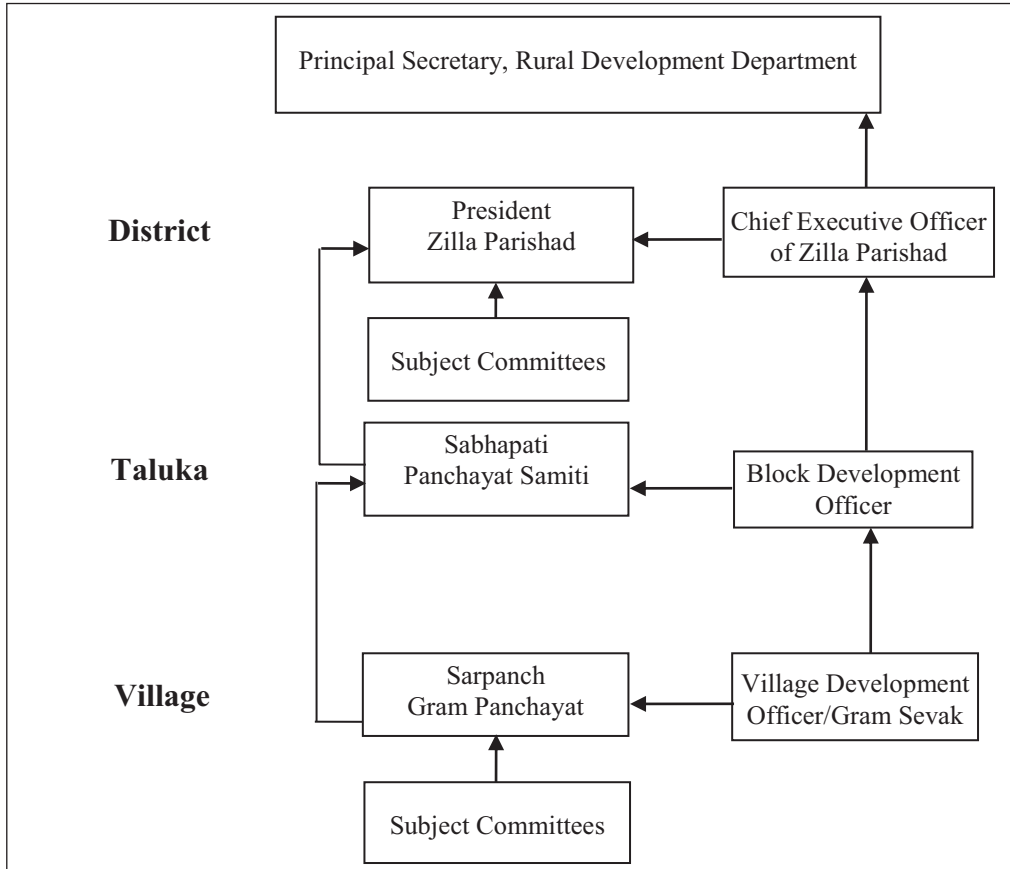 Principal Secretary, Rural Development Department
District
President
Zilla Parishad
Chief Executive Officer
of Zilla Parishad
Subject Committees
Taluka
Sabhapati
Panchayat Samiti
Block Development
Officer
Village
Sarpanch
Gram Panchayat
Village Development
Officer/Gram Sevak
Subject Committees